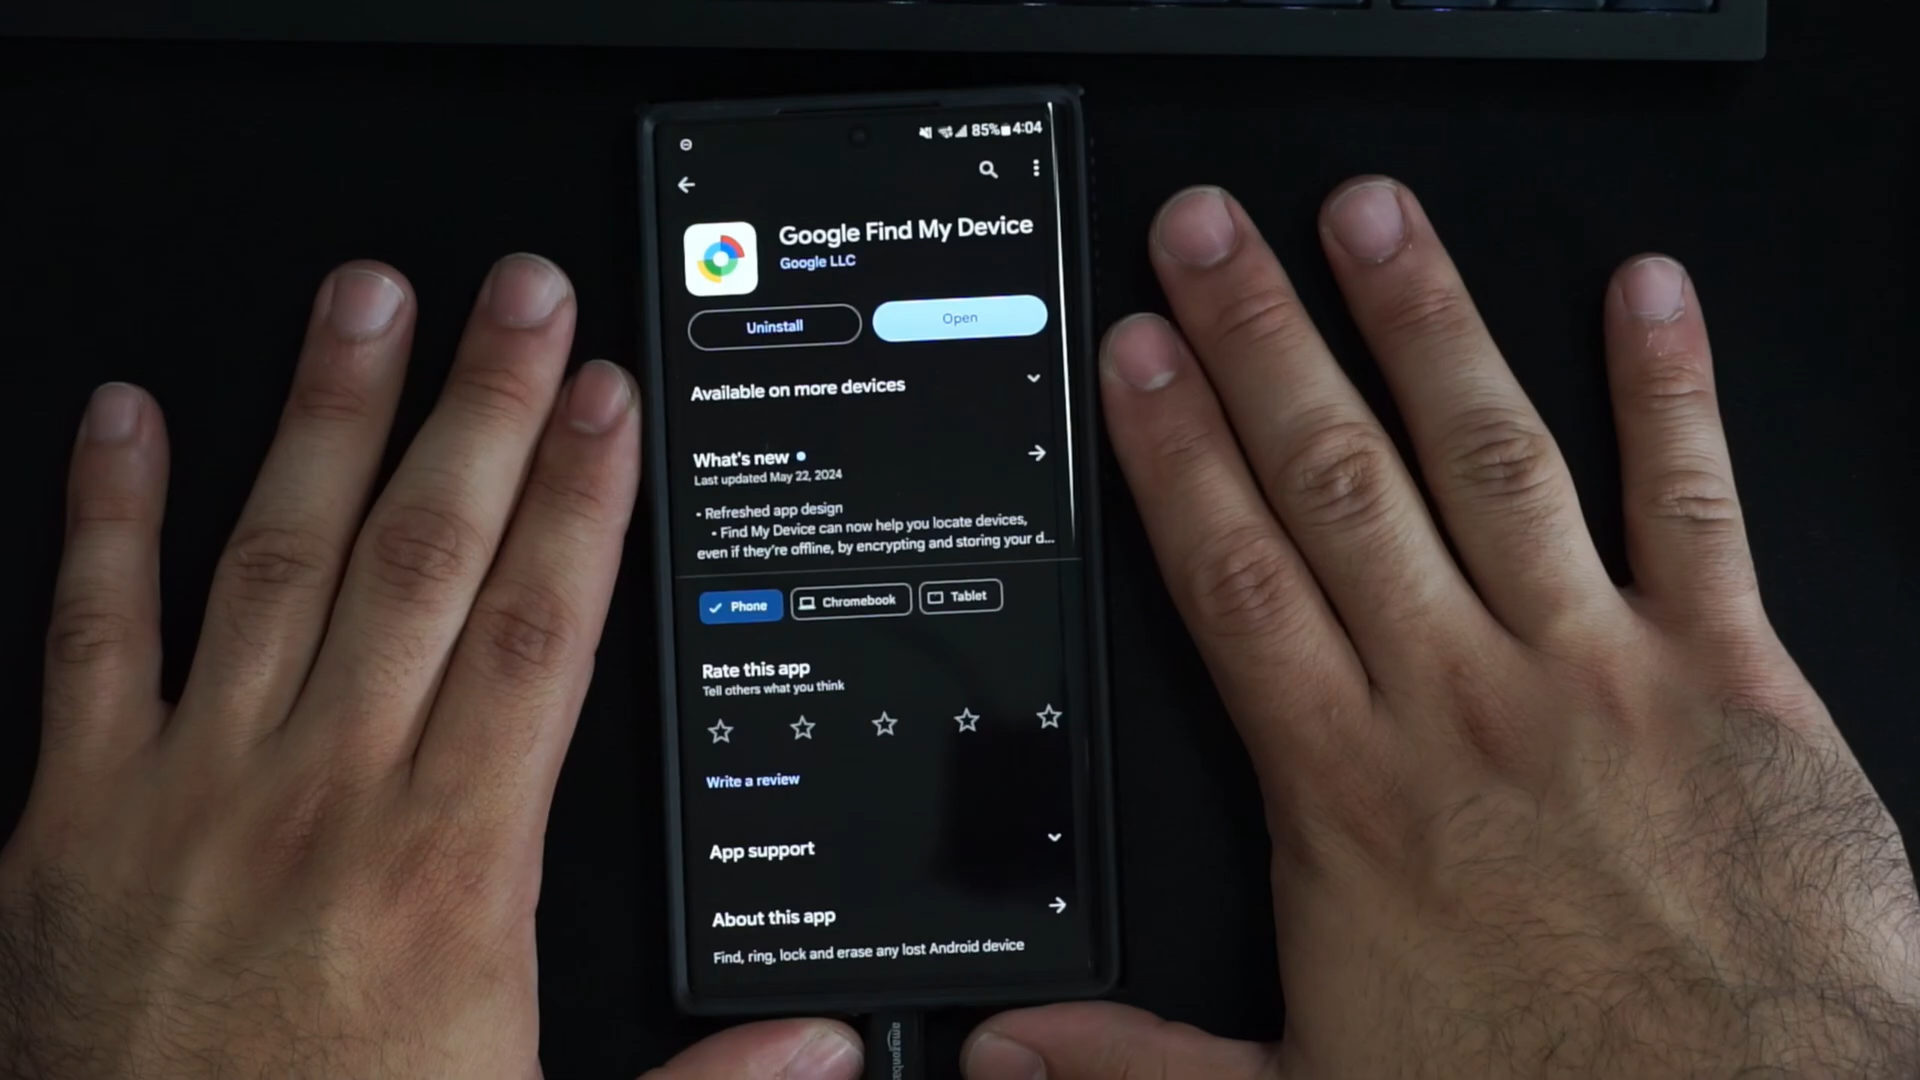 85% 4:04
Google Find My Device
Google LLC
Uninstall
Open
Available on more devices
What's new
Last updated May 22, 2024
• Refreshed app design
• Find My Device can now help you locate devices,
even if they're offline, by encrypting and storing your d...
Phone
Chromebook
Tablet
Rate this app
Tell others what you think
Write a review
App support
About this app
Find, ring, lock and erase any lost Android device